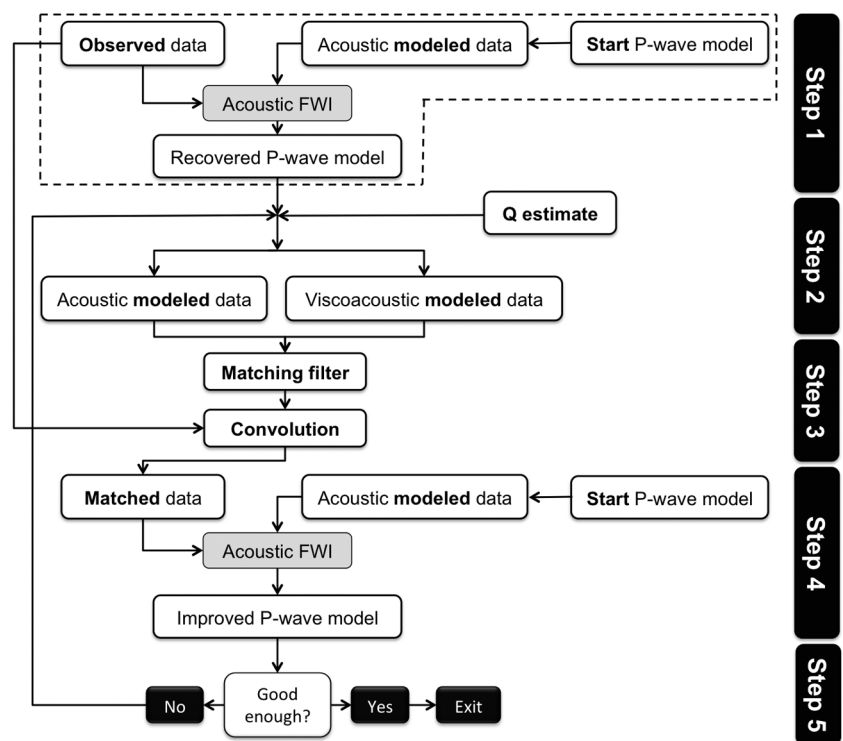 Observed data
Acoustic modeled data
Start P-wave model
Acoustic FWI
Recovered P-wave model
Step 1
Q estimate
Acoustic modeled data
Viscoacoustic modeled data
Step 2
Matching filter
Convolution
Step 3
Matched data
Acoustic modeled data
Start P-wave model
Acoustic FWI
Improved P-wave model
Step 4
No
Good
enough?
Yes
Exit
Step 5